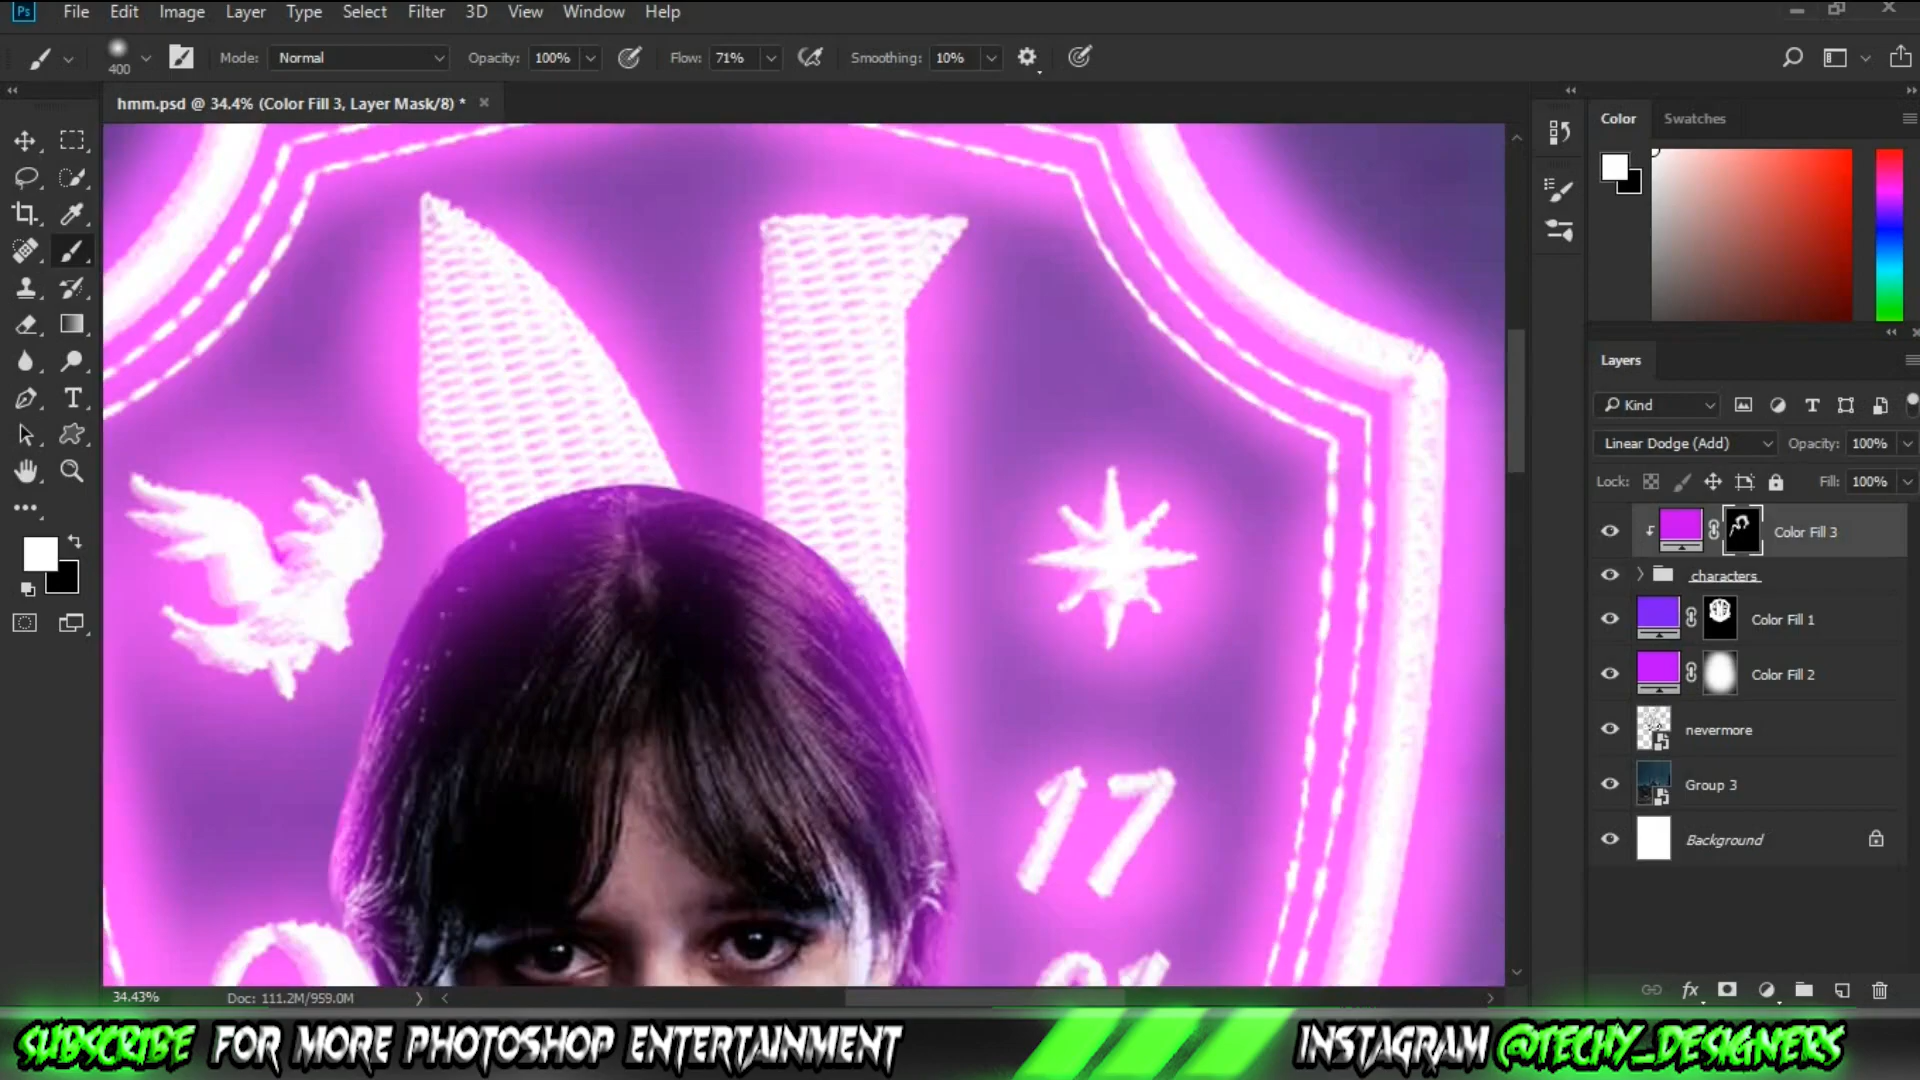 Ps File Edit Image Layer Type Select Filter 3D View Window Help
400 Mode: Normal Opacity: 100% Flow: 71% Smoothing: 10%
hmm.psd @ 34.4% (Color Fill 3, Layer Mask/8) *
Color Swatches
Layers
Kind
Linear Dodge (Add) Opacity: 100%
Lock: Fill: 100%
Color Fill 3
characters
Color Fill 1
Color Fill 2
nevermore
Group 3
Background
17
34.43% Doc: 111.2M/959.0M
fx
SUBSCRIBE FOR MORE PHOTOSHOP ENTERTAINMENT
INSTAGRAM @TECHY_DESIGNERS